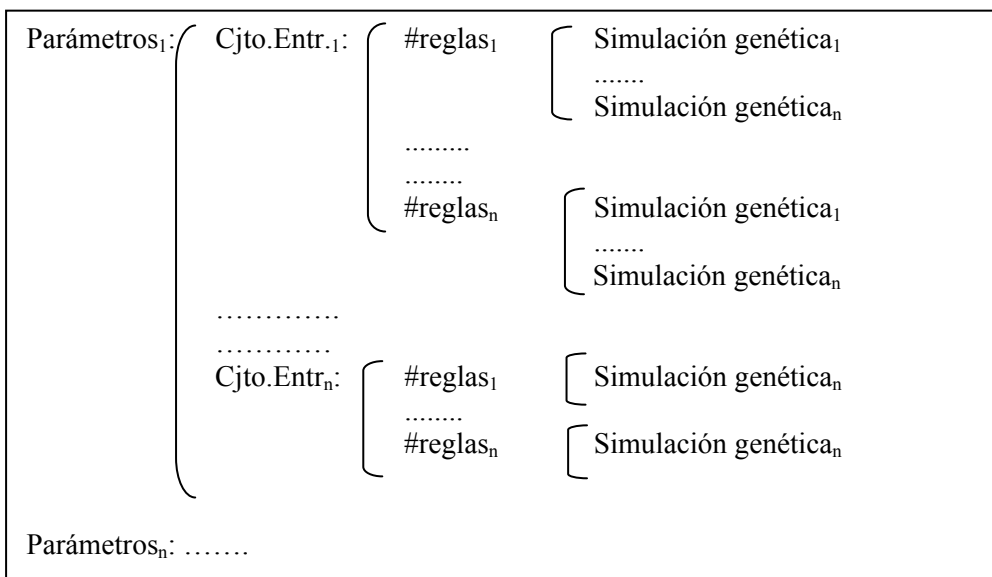 Parámetros₁: Cjto.Entr.₁: #reglas₁ Simulación genética₁
.......
Simulación genéticaₙ
.........
........
#reglasₙ Simulación genética₁
.......
Simulación genéticaₙ
………….
…………
Cjto.Entrₙ: #reglas₁ Simulación genéticaₙ
........
#reglasₙ Simulación genéticaₙ
Parámetrosₙ: …….